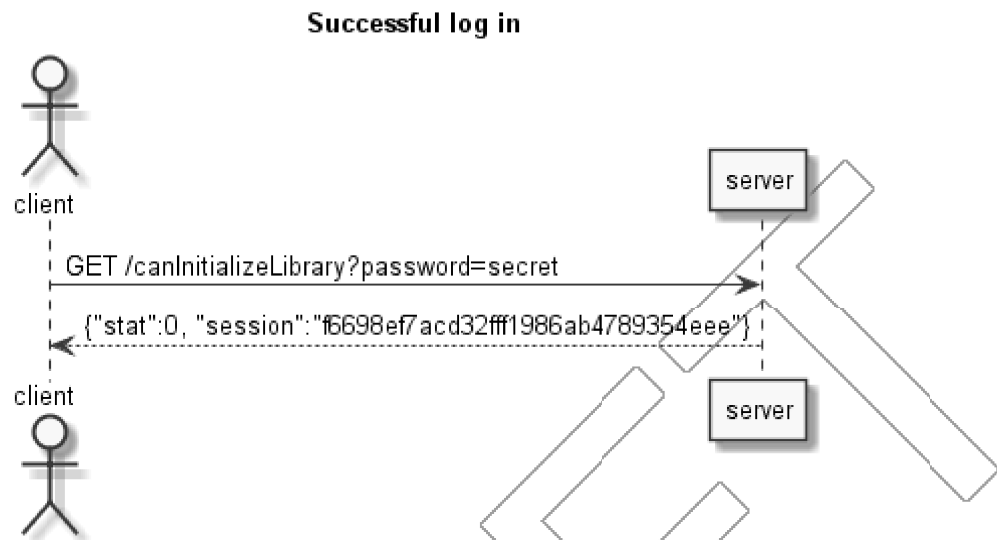 Successful log in
client
server
GET /canInitializeLibrary?password=secret
{"stat":0, "session":"f6698ef7acd32fff1986ab4789354eee"}
client
server